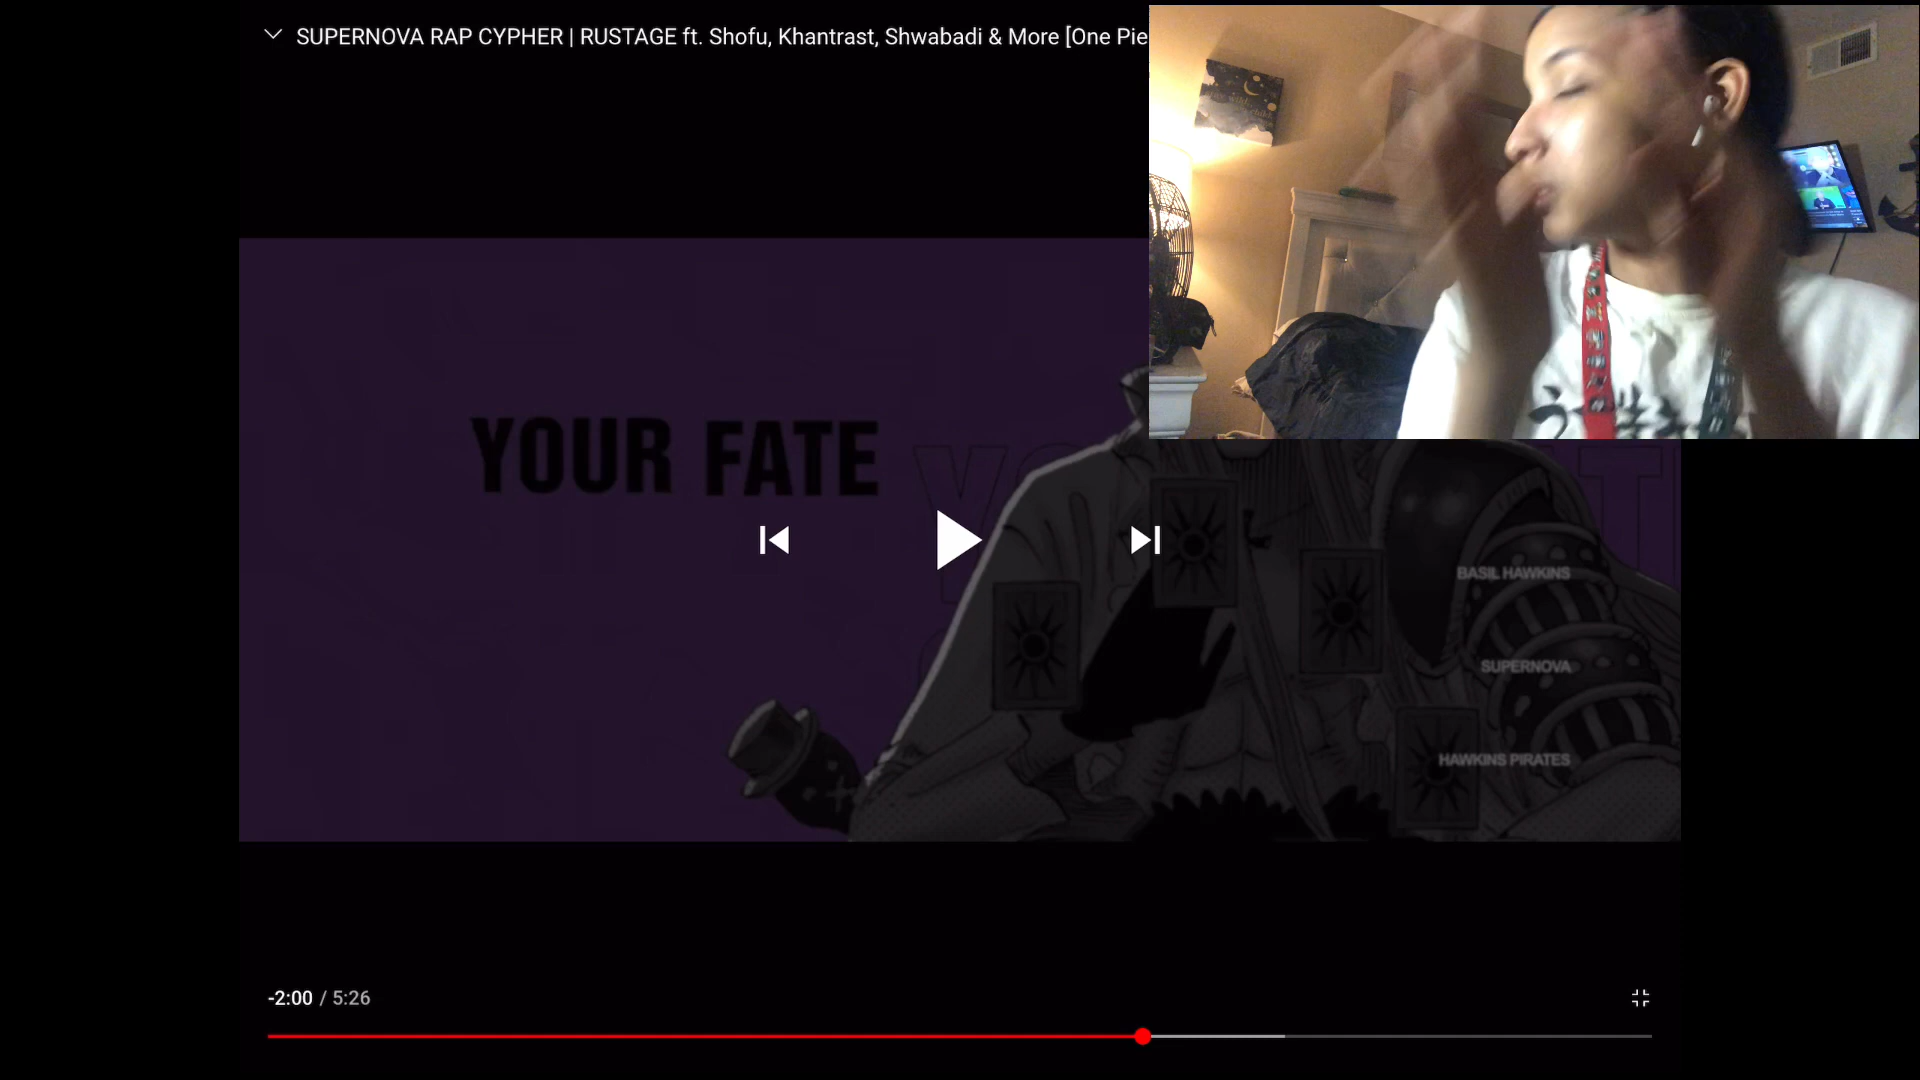 SUPERNOVA RAP CYPHER | RUSTAGE ft. Shofu, Khantrast, Shwabadi & More [One Pie
YOUR FATE
BASIL HAWKINS
SUPERNOVA
HAWKINS PIRATES
-2:00 / 5:26